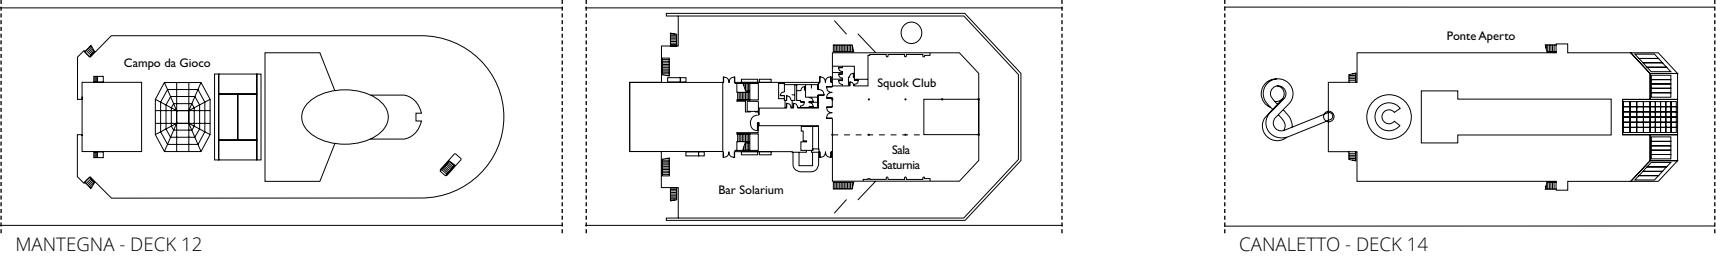 Campo da Gioco
Squok Club
Sala
Saturnia
Bar Solarium
Ponte Aperto
C
MANTEGNA - DECK 12
CANALETTO - DECK 14